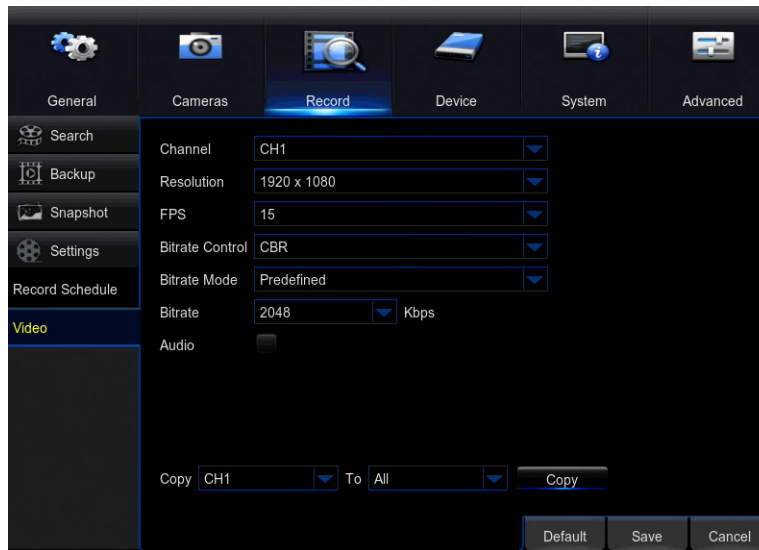 General Cameras Record Device System Advanced
Search
Backup
Snapshot
Settings
Record Schedule
Video
Channel CH1
Resolution 1920 x 1080
FPS 15
Bitrate Control CBR
Bitrate Mode Predefined
Bitrate 2048 Kbps
Audio
Copy CH1 To All Copy
Default Save Cancel